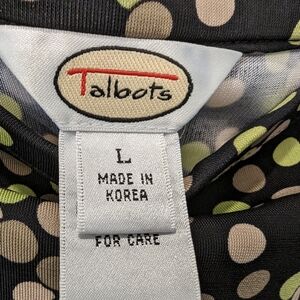 Talbots
L
MADE IN
KOREA
FOR CARE